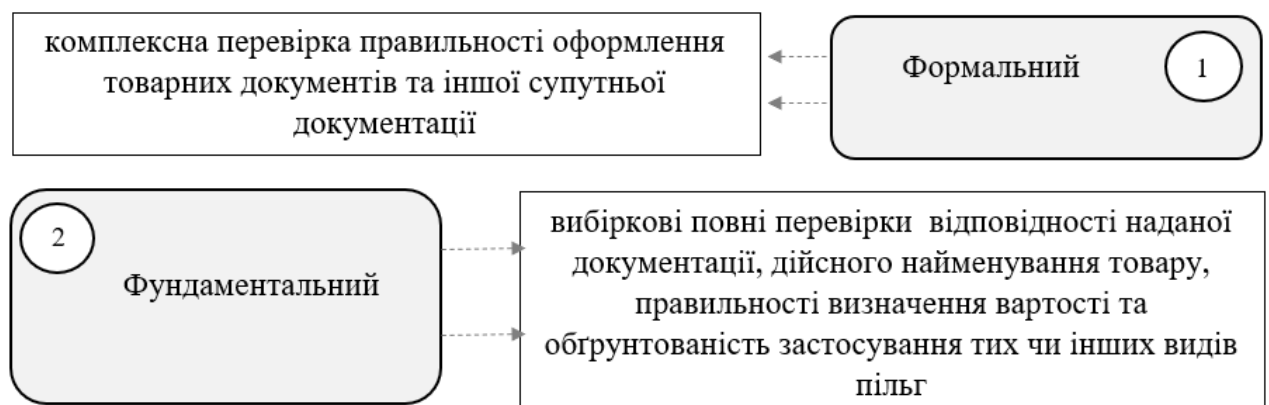 комплексна перевірка правильності оформлення
товарних документів та іншої супутньої
документації
Формальний
1
2
Фундаментальний
вибіркові повні перевірки відповідності наданої
документації, дійсного найменування товару,
правильності визначення вартості та
обґрунтованість застосування тих чи інших видів
пільг